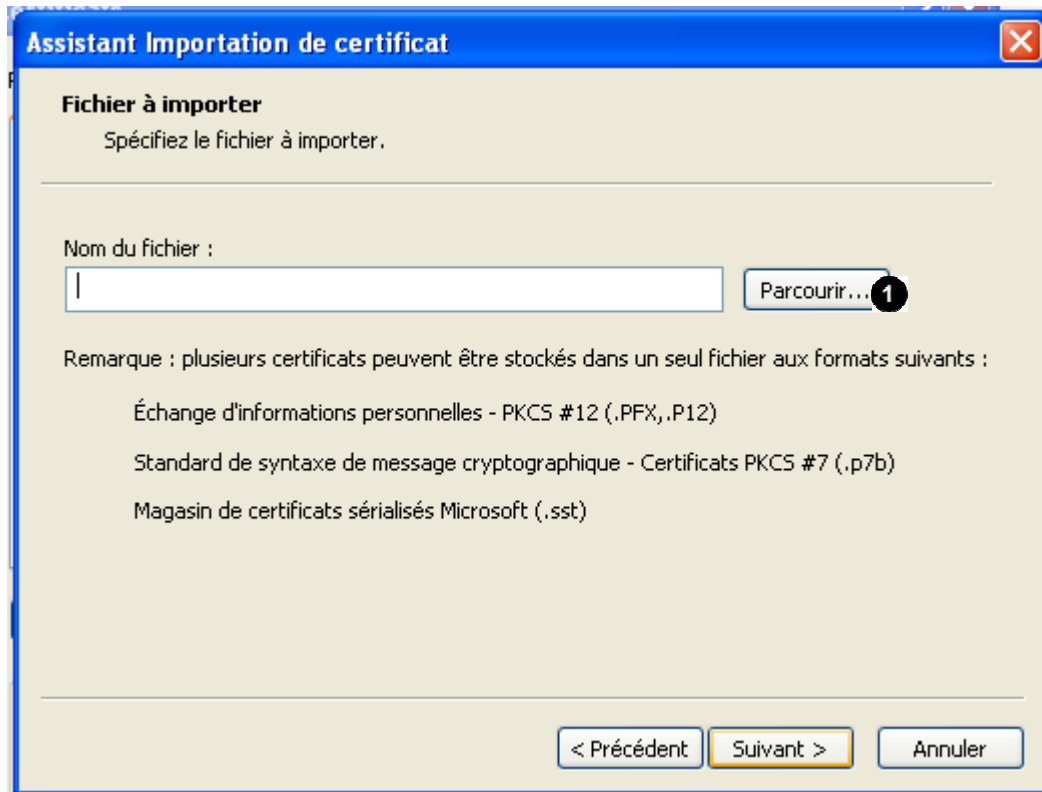 Assistant Importation de certificat
Fichier à importer
Spécifiez le fichier à importer.
Nom du fichier :
Parcourir... 1
Remarque : plusieurs certificats peuvent être stockés dans un seul fichier aux formats suivants :
Échange d'informations personnelles - PKCS #12 (.PFX,.P12)
Standard de syntaxe de message cryptographique - Certificats PKCS #7 (.p7b)
Magasin de certificats sérialisés Microsoft (.sst)
< Précédent Suivant > Annuler